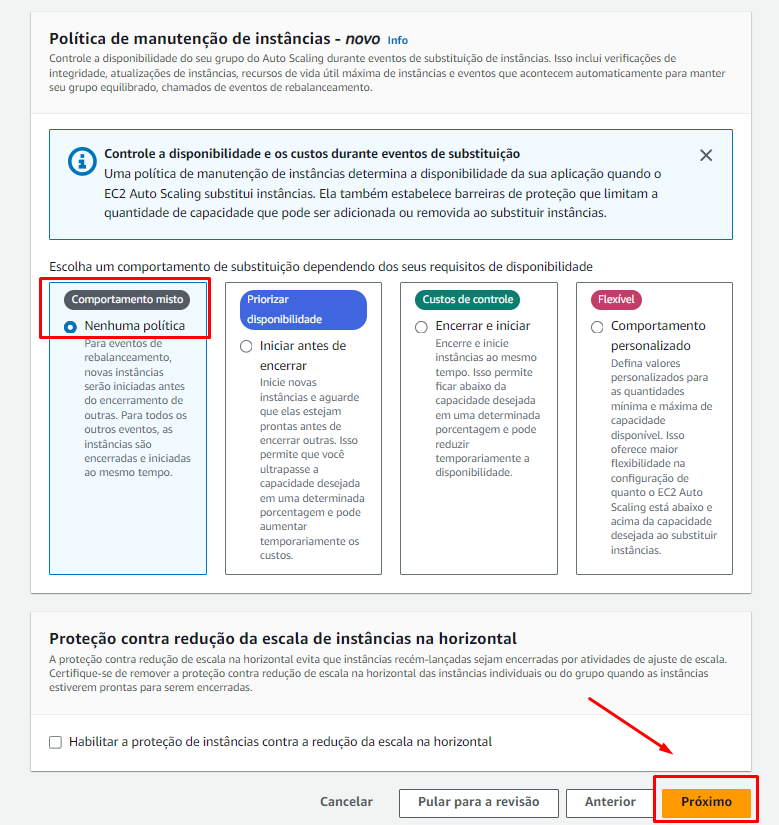 Política de manutenção de instâncias - novo Info
Controle a disponibilidade do seu grupo do Auto Scaling durante eventos de substituição de instâncias. Isso inclui verificações de
integridade, atualizações de instâncias, recursos de vida útil máxima de instâncias e eventos que acontecem automaticamente para manter
seu grupo equilibrado, chamados de eventos de rebalanceamento.
Controle a disponibilidade e os custos durante eventos de substituição
Uma política de manutenção de instâncias determina a disponibilidade da sua aplicação quando o
EC2 Auto Scaling substitui instâncias. Ela também estabelece barreiras de proteção que limitam a
quantidade de capacidade que pode ser adicionada ou removida ao substituir instâncias.
Escolha um comportamento de substituição dependendo dos seus requisitos de disponibilidade
Comportamento misto
Nenhuma política
Para eventos de
rebalanceamento,
novas instâncias
serão iniciadas antes
do encerramento de
outras. Para todos os
outros eventos, as
instâncias são
encerradas e iniciadas
ao mesmo tempo.
Priorizar
disponibilidade
Iniciar antes de
encerrar
Inicie novas
instâncias e aguarde
que elas estejam
prontas antes de
encerrar outras. Isso
permite que você
ultrapasse a
capacidade desejada
em uma determinada
porcentagem e pode
aumentar
temporariamente os
custos.
Custos de controle
Encerrar e iniciar
Encerre e inicie
instâncias ao mesmo
tempo. Isso permite
ficar abaixo da
capacidade desejada
em uma determinada
porcentagem e pode
reduzir
temporariamente a
disponibilidade.
Flexível
Comportamento
personalizado
Defina valores
personalizados para
as quantidades
mínima e máxima de
capacidade
disponível. Isso
oferece maior
flexibilidade na
configuração de
quanto o EC2 Auto
Scaling está abaixo e
acima da capacidade
desejada ao substituir
instâncias.
Proteção contra redução da escala de instâncias na horizontal
A proteção contra redução de escala na horizontal evita que instâncias recém-lançadas sejam encerradas por atividades de ajuste de escala.
Certifique-se de remover a proteção contra redução de escala na horizontal das instâncias individuais ou do grupo quando as instâncias
estiverem prontas para serem encerradas.
Habilitar a proteção de instâncias contra a redução da escala na horizontal
Cancelar Pular para a revisão Anterior Próximo